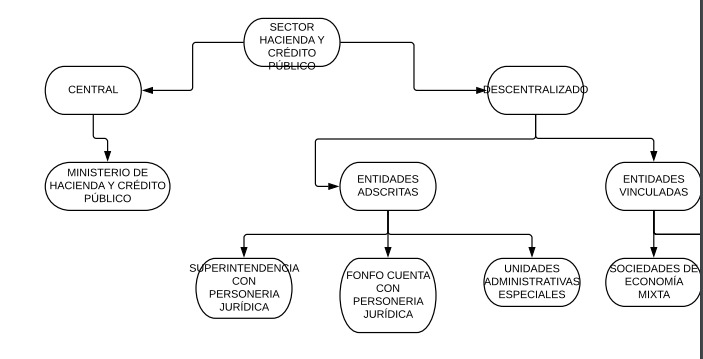 SECTOR
HACIENDA Y
CRÉDITO
PÚBLICO
CENTRAL
DESCENTRALIZADO
MINISTERIO DE
HACIENDA Y CRÉDITO
PÚBLICO
ENTIDADES
ADSCRITAS
ENTIDADES
VINCULADAS
SUPERINTENDENCIA
CON
PERSONERIA
JURÍDICA
FONFO CUENTA
CON
PERSONERIA
JURÍDICA
UNIDADES
ADMINISTRATIVAS
ESPECIALES
SOCIEDADES DE
ECONOMÍA
MIXTA